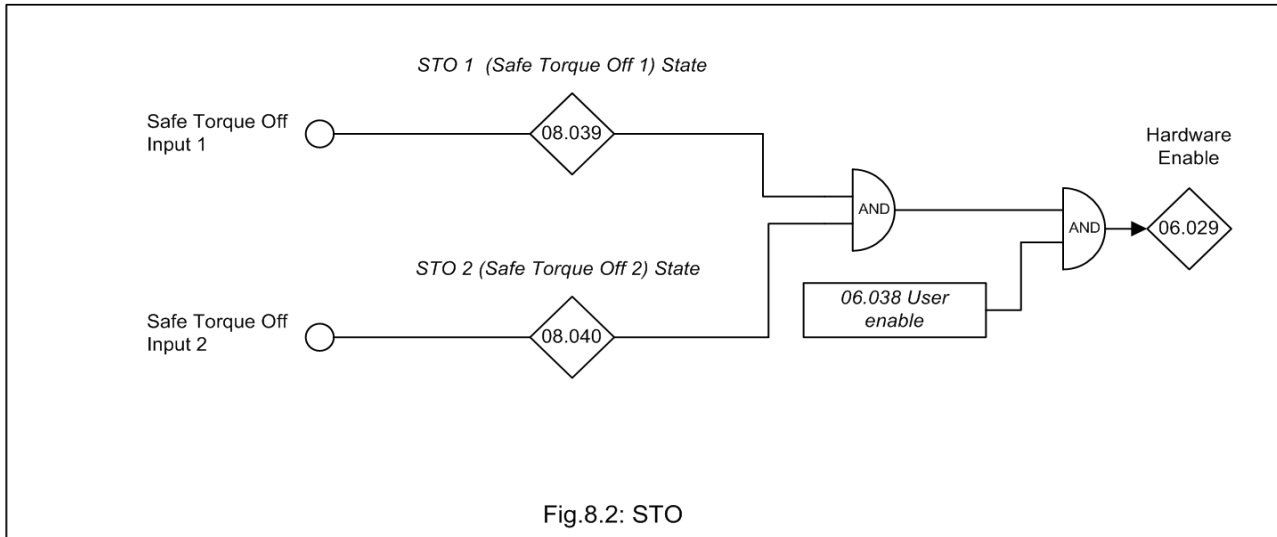 STO 1  (Safe Torque Off 1) State
Safe Torque Off
Input 1
08.039
Hardware
Enable
AND
AND
06.029
STO 2 (Safe Torque Off 2) State
06.038 User
enable
Safe Torque Off
Input 2
08.040
Fig.8.2: STO